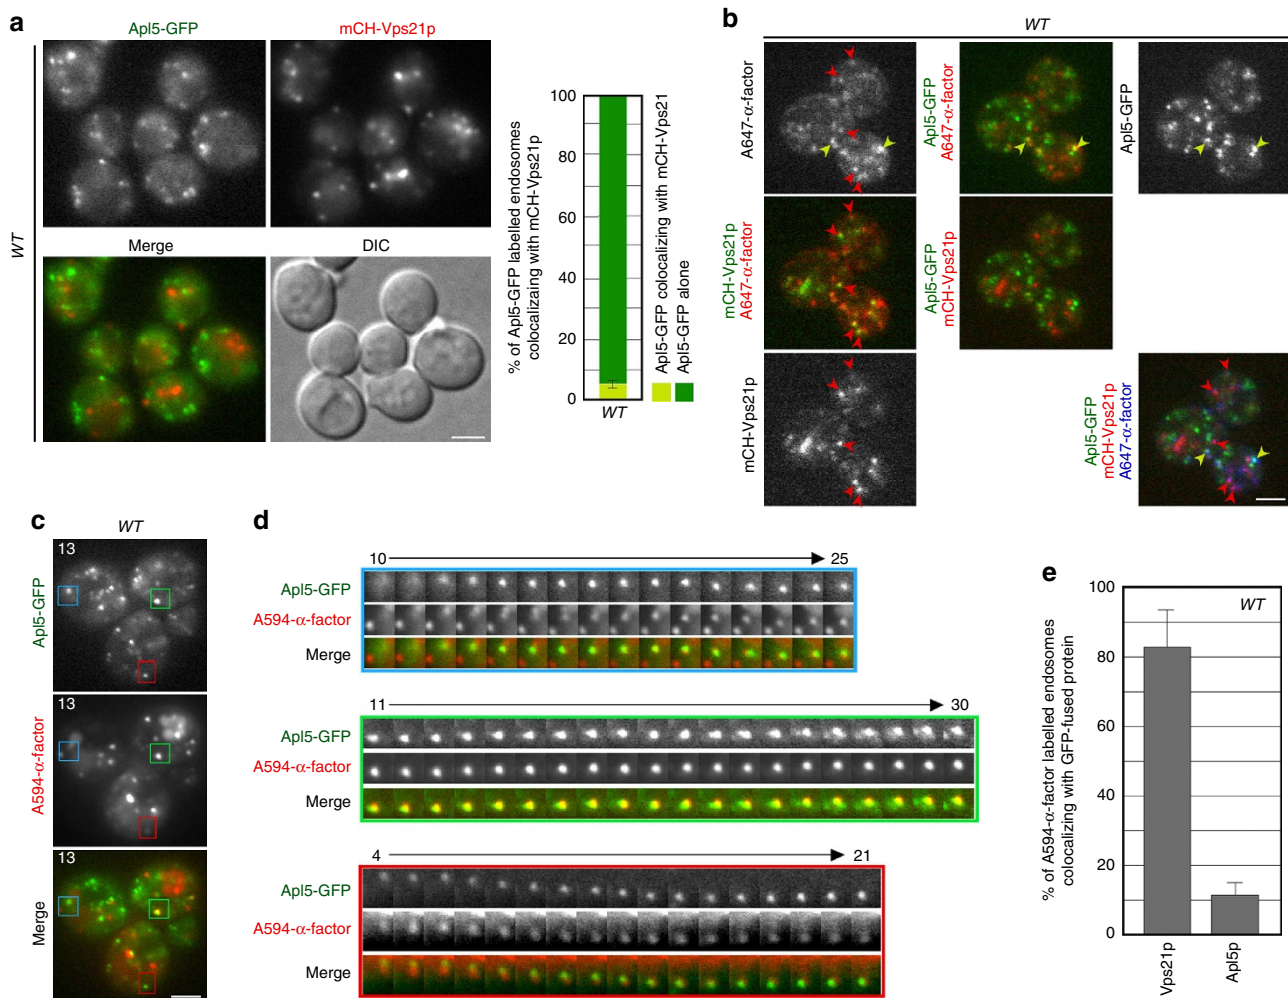 a
Apl5-GFP
mCH-Vps21p
WT
Merge
DIC
% of Apl5-GFP labelled endosomes
colocalizaing with mCH-Vps21p
100
80
60
40
20
0
WT
Apl5-GFP colocalizing with mCH-Vps21
Apl5-GFP alone
b
WT
A647-α-factor
Apl5-GFP
A647-α-factor
Apl5-GFP
mCH-Vps21p
A647-α-factor
Apl5-GFP
mCH-Vps21p
mCH-Vps21p
Apl5-GFP
mCH-Vps21p
A647-α-factor
c
WT
Apl5-GFP
13
A594-α-factor
13
Merge
13
d
10
25
Apl5-GFP
A594-α-factor
Merge
11
30
Apl5-GFP
A594-α-factor
Merge
4
21
Apl5-GFP
A594-α-factor
Merge
e
% of A594-α-factor labelled endosomes
colocalizing with GFP-fused protein
100
80
60
40
20
0
WT
Vps21p
Apl5p